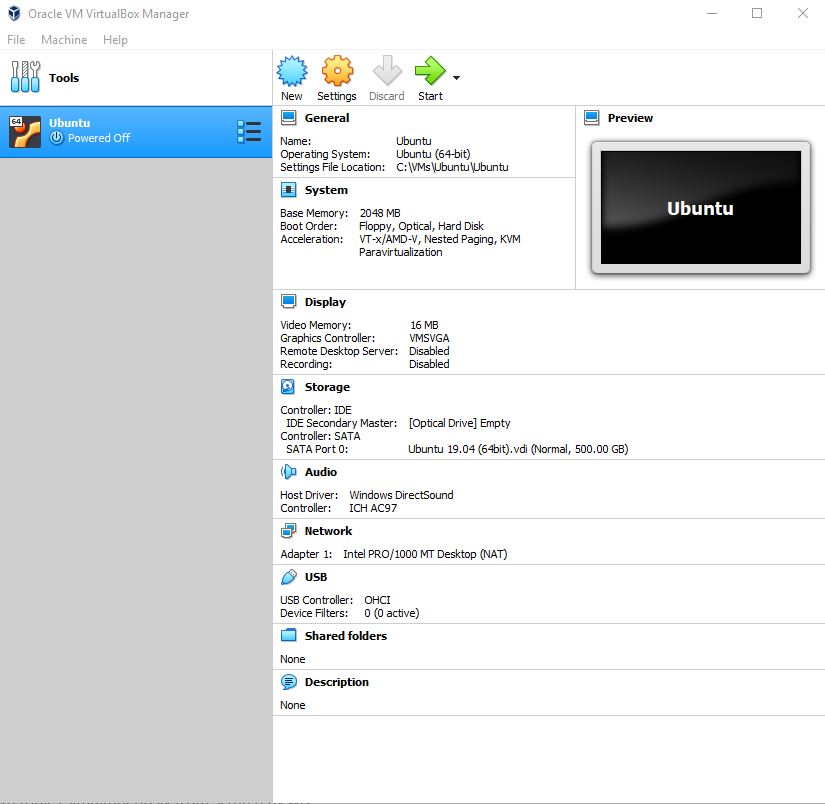 Oracle VM VirtualBox Manager
File Machine Help
Tools
New Settings Discard Start
64
Ubuntu
Powered Off
General
Name: Ubuntu
Operating System: Ubuntu (64-bit)
Settings File Location: C:\VMs\Ubuntu\Ubuntu
Preview
Ubuntu
System
Base Memory: 2048 MB
Boot Order: Floppy, Optical, Hard Disk
Acceleration: VT-x/AMD-V, Nested Paging, KVM
Paravirtualization
Display
Video Memory: 16 MB
Graphics Controller: VMSVGA
Remote Desktop Server: Disabled
Recording: Disabled
Storage
Controller: IDE
IDE Secondary Master: [Optical Drive] Empty
Controller: SATA
SATA Port 0: Ubuntu 19.04 (64bit).vdi (Normal, 500.00 GB)
Audio
Host Driver: Windows DirectSound
Controller: ICH AC97
Network
Adapter 1: Intel PRO/1000 MT Desktop (NAT)
USB
USB Controller: OHCI
Device Filters: 0 (0 active)
Shared folders
None
Description
None